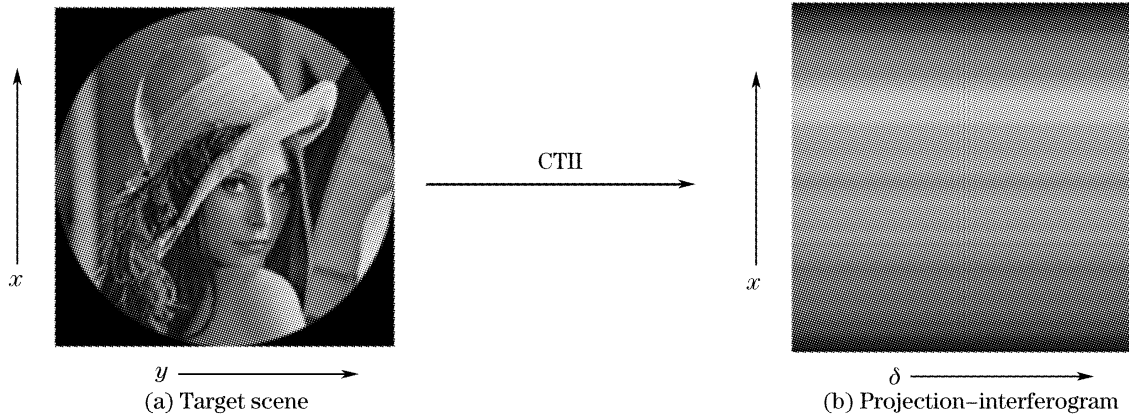 x
y
(a) Target scene
CTII
x
δ
(b) Projection-interferogram